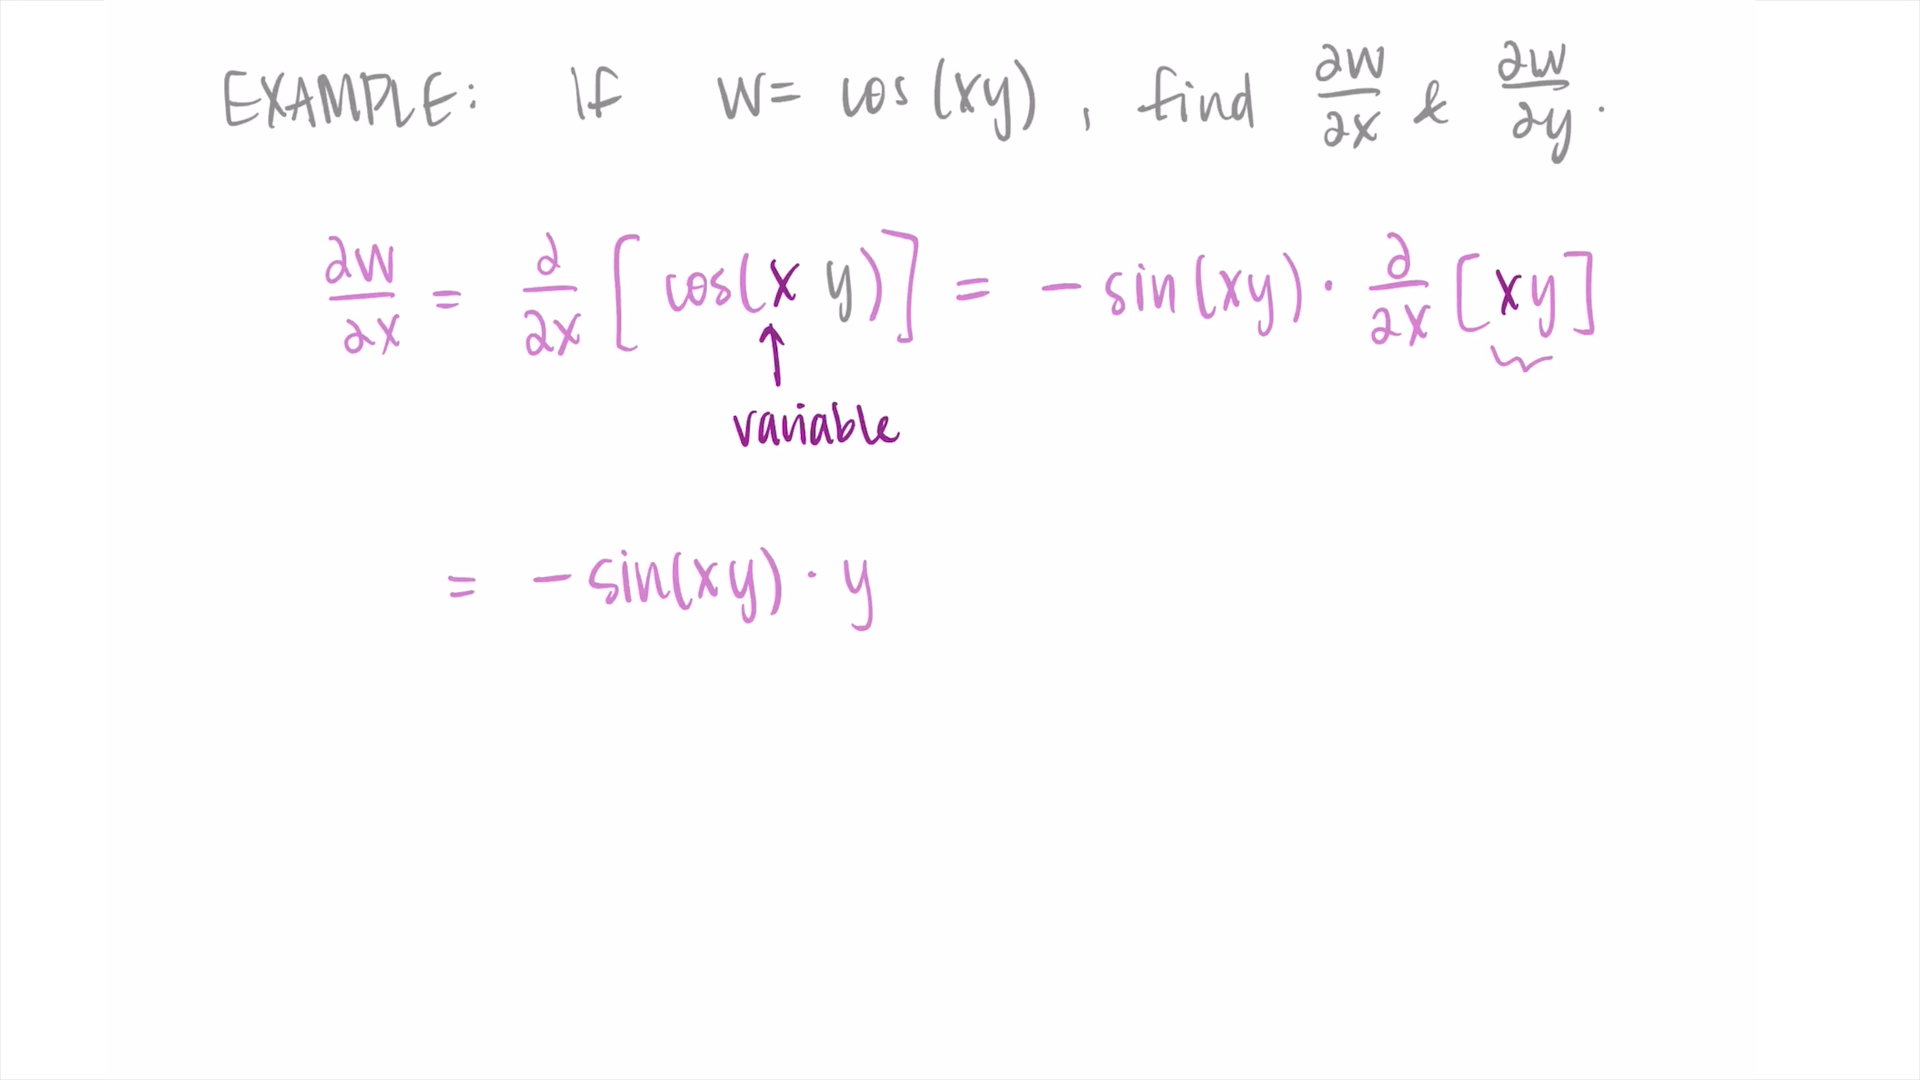 EXAMPLE: If w = cos(xy), find ∂w/∂x & ∂w/∂y.
∂w/∂x = ∂/∂x [cos(x y)] = - sin(xy) · ∂/∂x [xy]
variable
= - sin(xy) · y